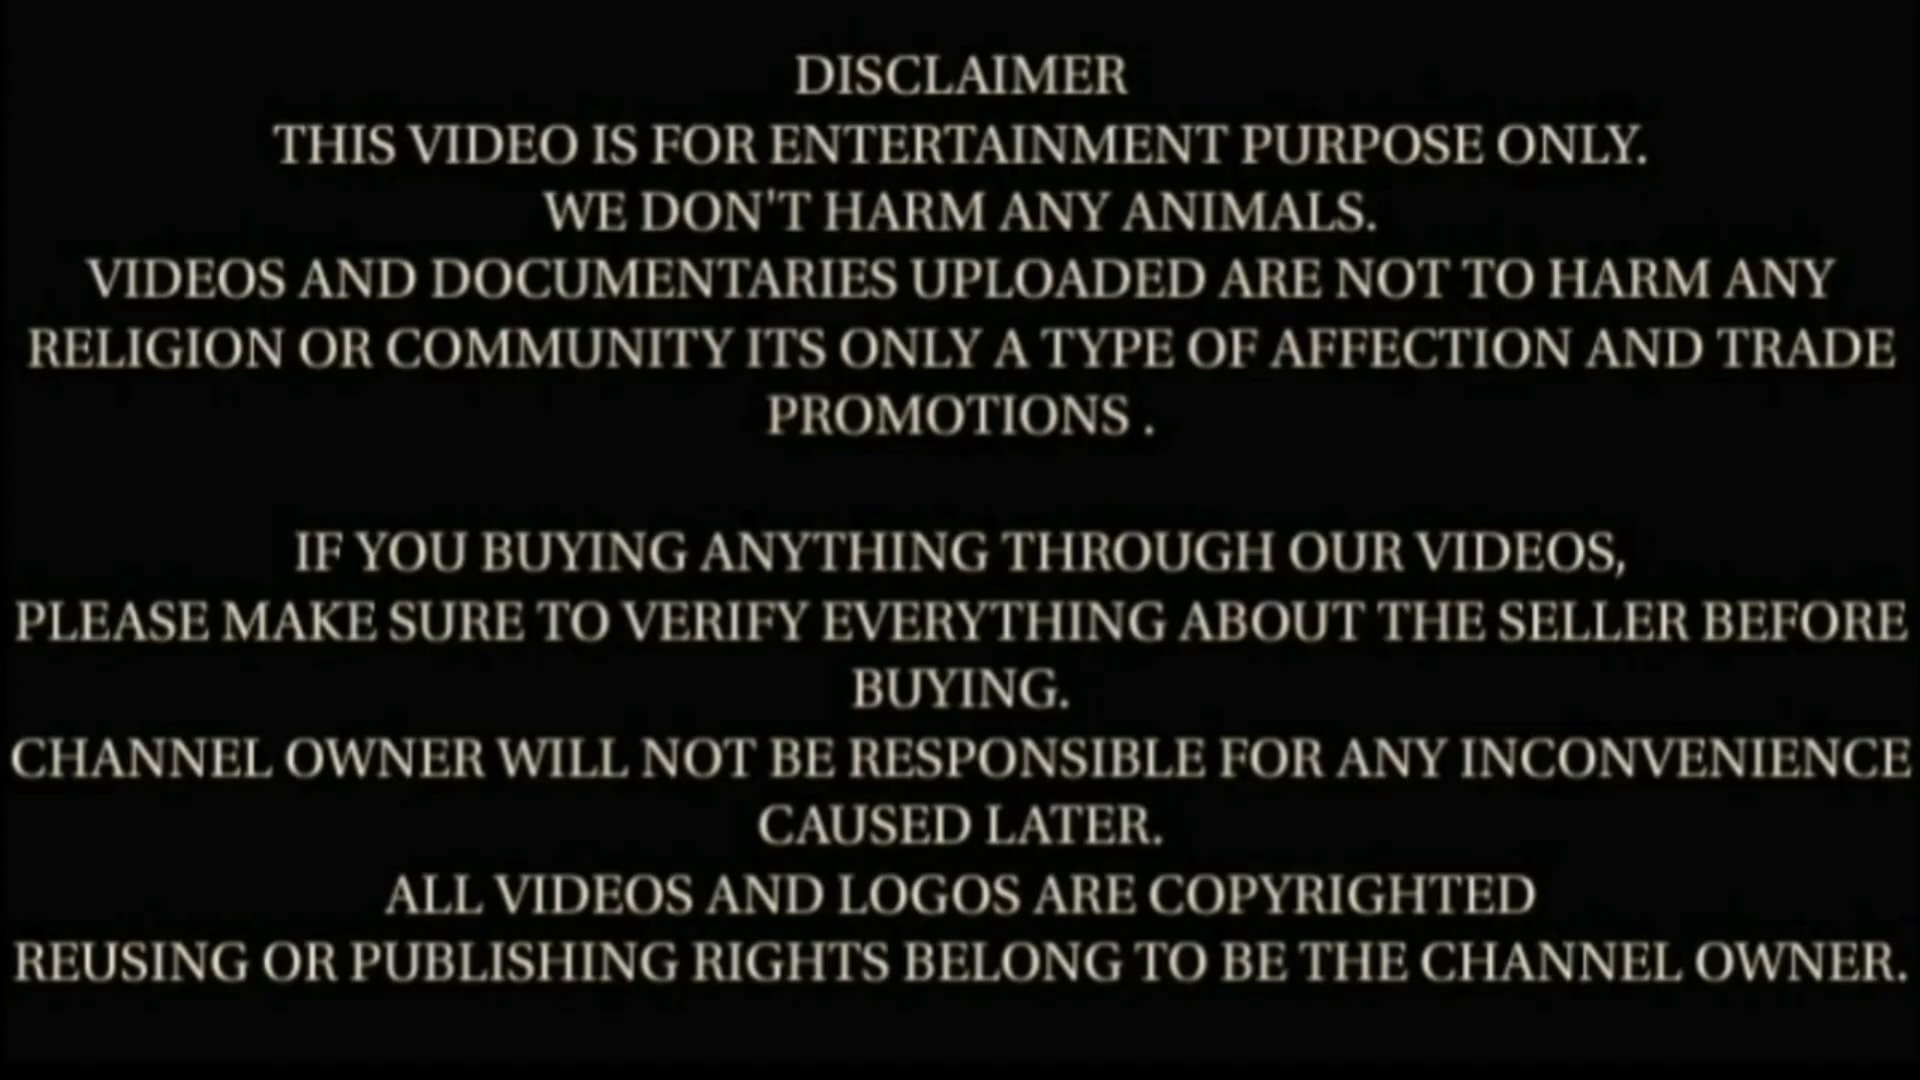 DISCLAIMER
THIS VIDEO IS FOR ENTERTAINMENT PURPOSE ONLY.
WE DON'T HARM ANY ANIMALS.
VIDEOS AND DOCUMENTARIES UPLOADED ARE NOT TO HARM ANY
RELIGION OR COMMUNITY ITS ONLY A TYPE OF AFFECTION AND TRADE
PROMOTIONS .
IF YOU BUYING ANYTHING THROUGH OUR VIDEOS,
PLEASE MAKE SURE TO VERIFY EVERYTHING ABOUT THE SELLER BEFORE
BUYING.
CHANNEL OWNER WILL NOT BE RESPONSIBLE FOR ANY INCONVENIENCE
CAUSED LATER.
ALL VIDEOS AND LOGOS ARE COPYRIGHTED
REUSING OR PUBLISHING RIGHTS BELONG TO BE THE CHANNEL OWNER.